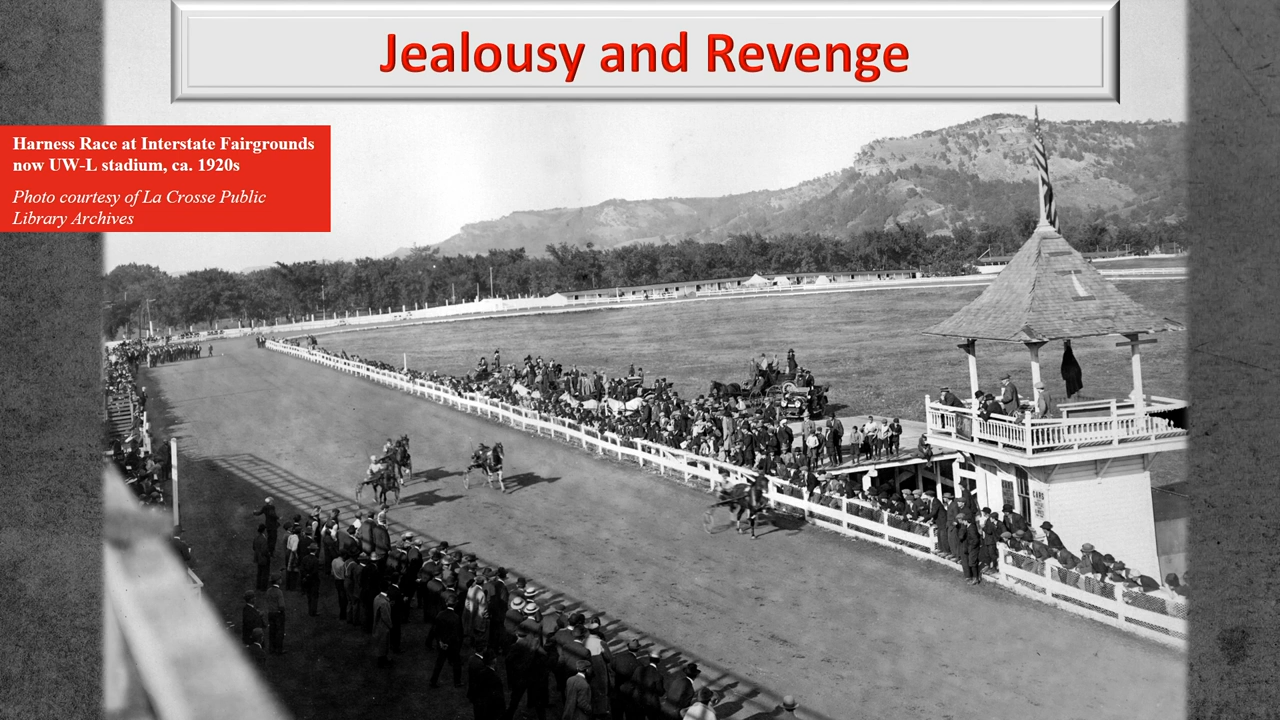 Jealousy and Revenge
Harness Race at Interstate Fairgrounds
now UW-L stadium, ca. 1920s
Photo courtesy of La Crosse Public
Library Archives